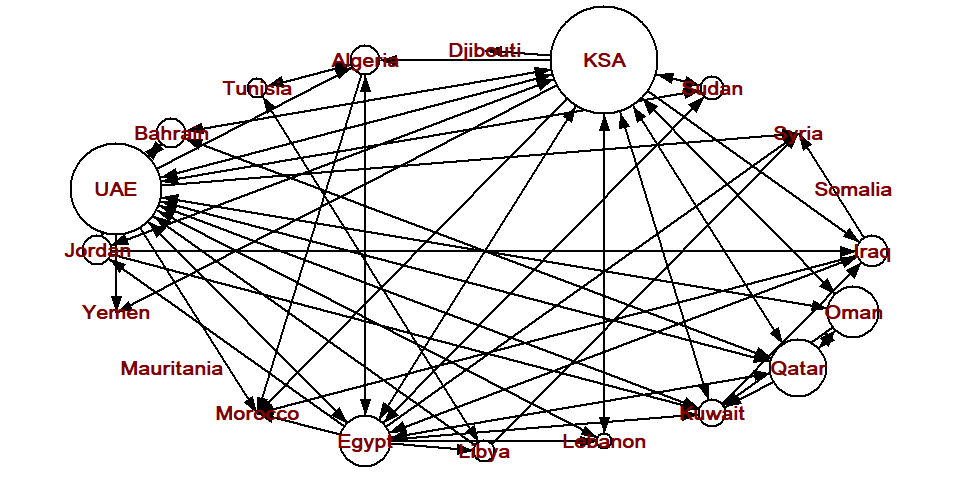 Djibouti
Algeria
KSA
Tunisia
Sudan
Bahrain
Syria
UAE
Somalia
Jordan
Iraq
Yemen
Oman
Mauritania
Qatar
Morocco
Kuwait
Egypt
Libya
Lebanon